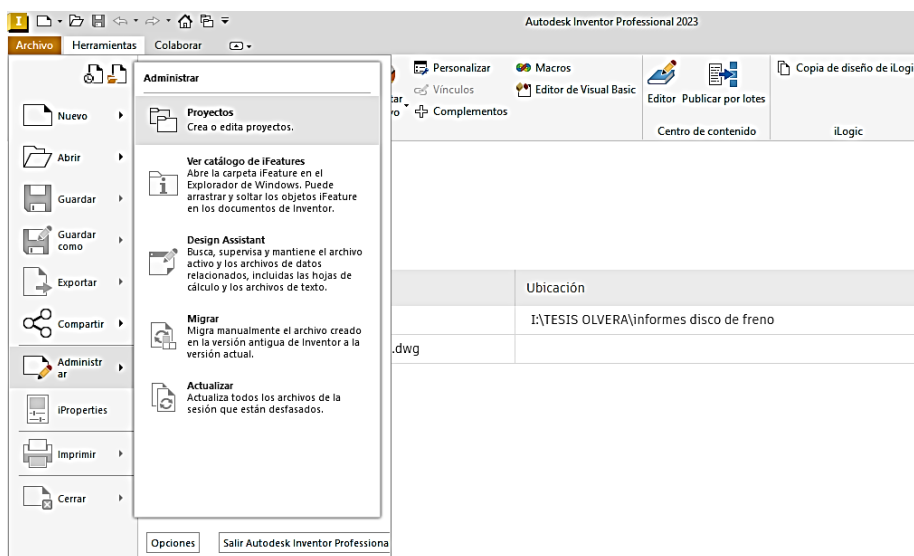 Autodesk Inventor Professional 2023
Archivo Herramientas Colaborar
Personalizar
Vínculos
Complementos
Macros
Editor de Visual Basic
Editor Publicar por lotes
Centro de contenido
Copia de diseño de iLogi
iLogic
Nuevo
Abrir
Guardar
Guardar
como
Exportar
Compartir
Administr
ar
iProperties
Imprimir
Cerrar
Administrar
Proyectos
Crea o edita proyectos.
Ver catálogo de iFeatures
Abre la carpeta iFeature en el
Explorador de Windows. Puede
arrastrar y soltar los objetos iFeature
en los documentos de Inventor.
Design Assistant
Busca, supervisa y mantiene el archivo
activo y los archivos de datos
relacionados, incluidas las hojas de
cálculo y los archivos de texto.
Migrar
Migra manualmente el archivo creado
en la versión antigua de Inventor a la
versión actual.
Actualizar
Actualiza todos los archivos de la
sesión que están desfasados.
Opciones Salir Autodesk Inventor Professiona
Ubicación
I:\TESIS OLVERA\informes disco de freno
.dwg